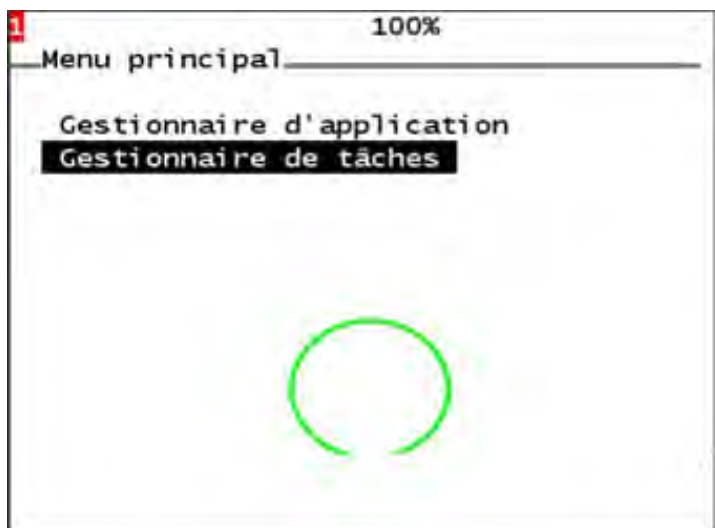 1 100%
Menu principal
Gestionnaire d'application
Gestionnaire de tâches